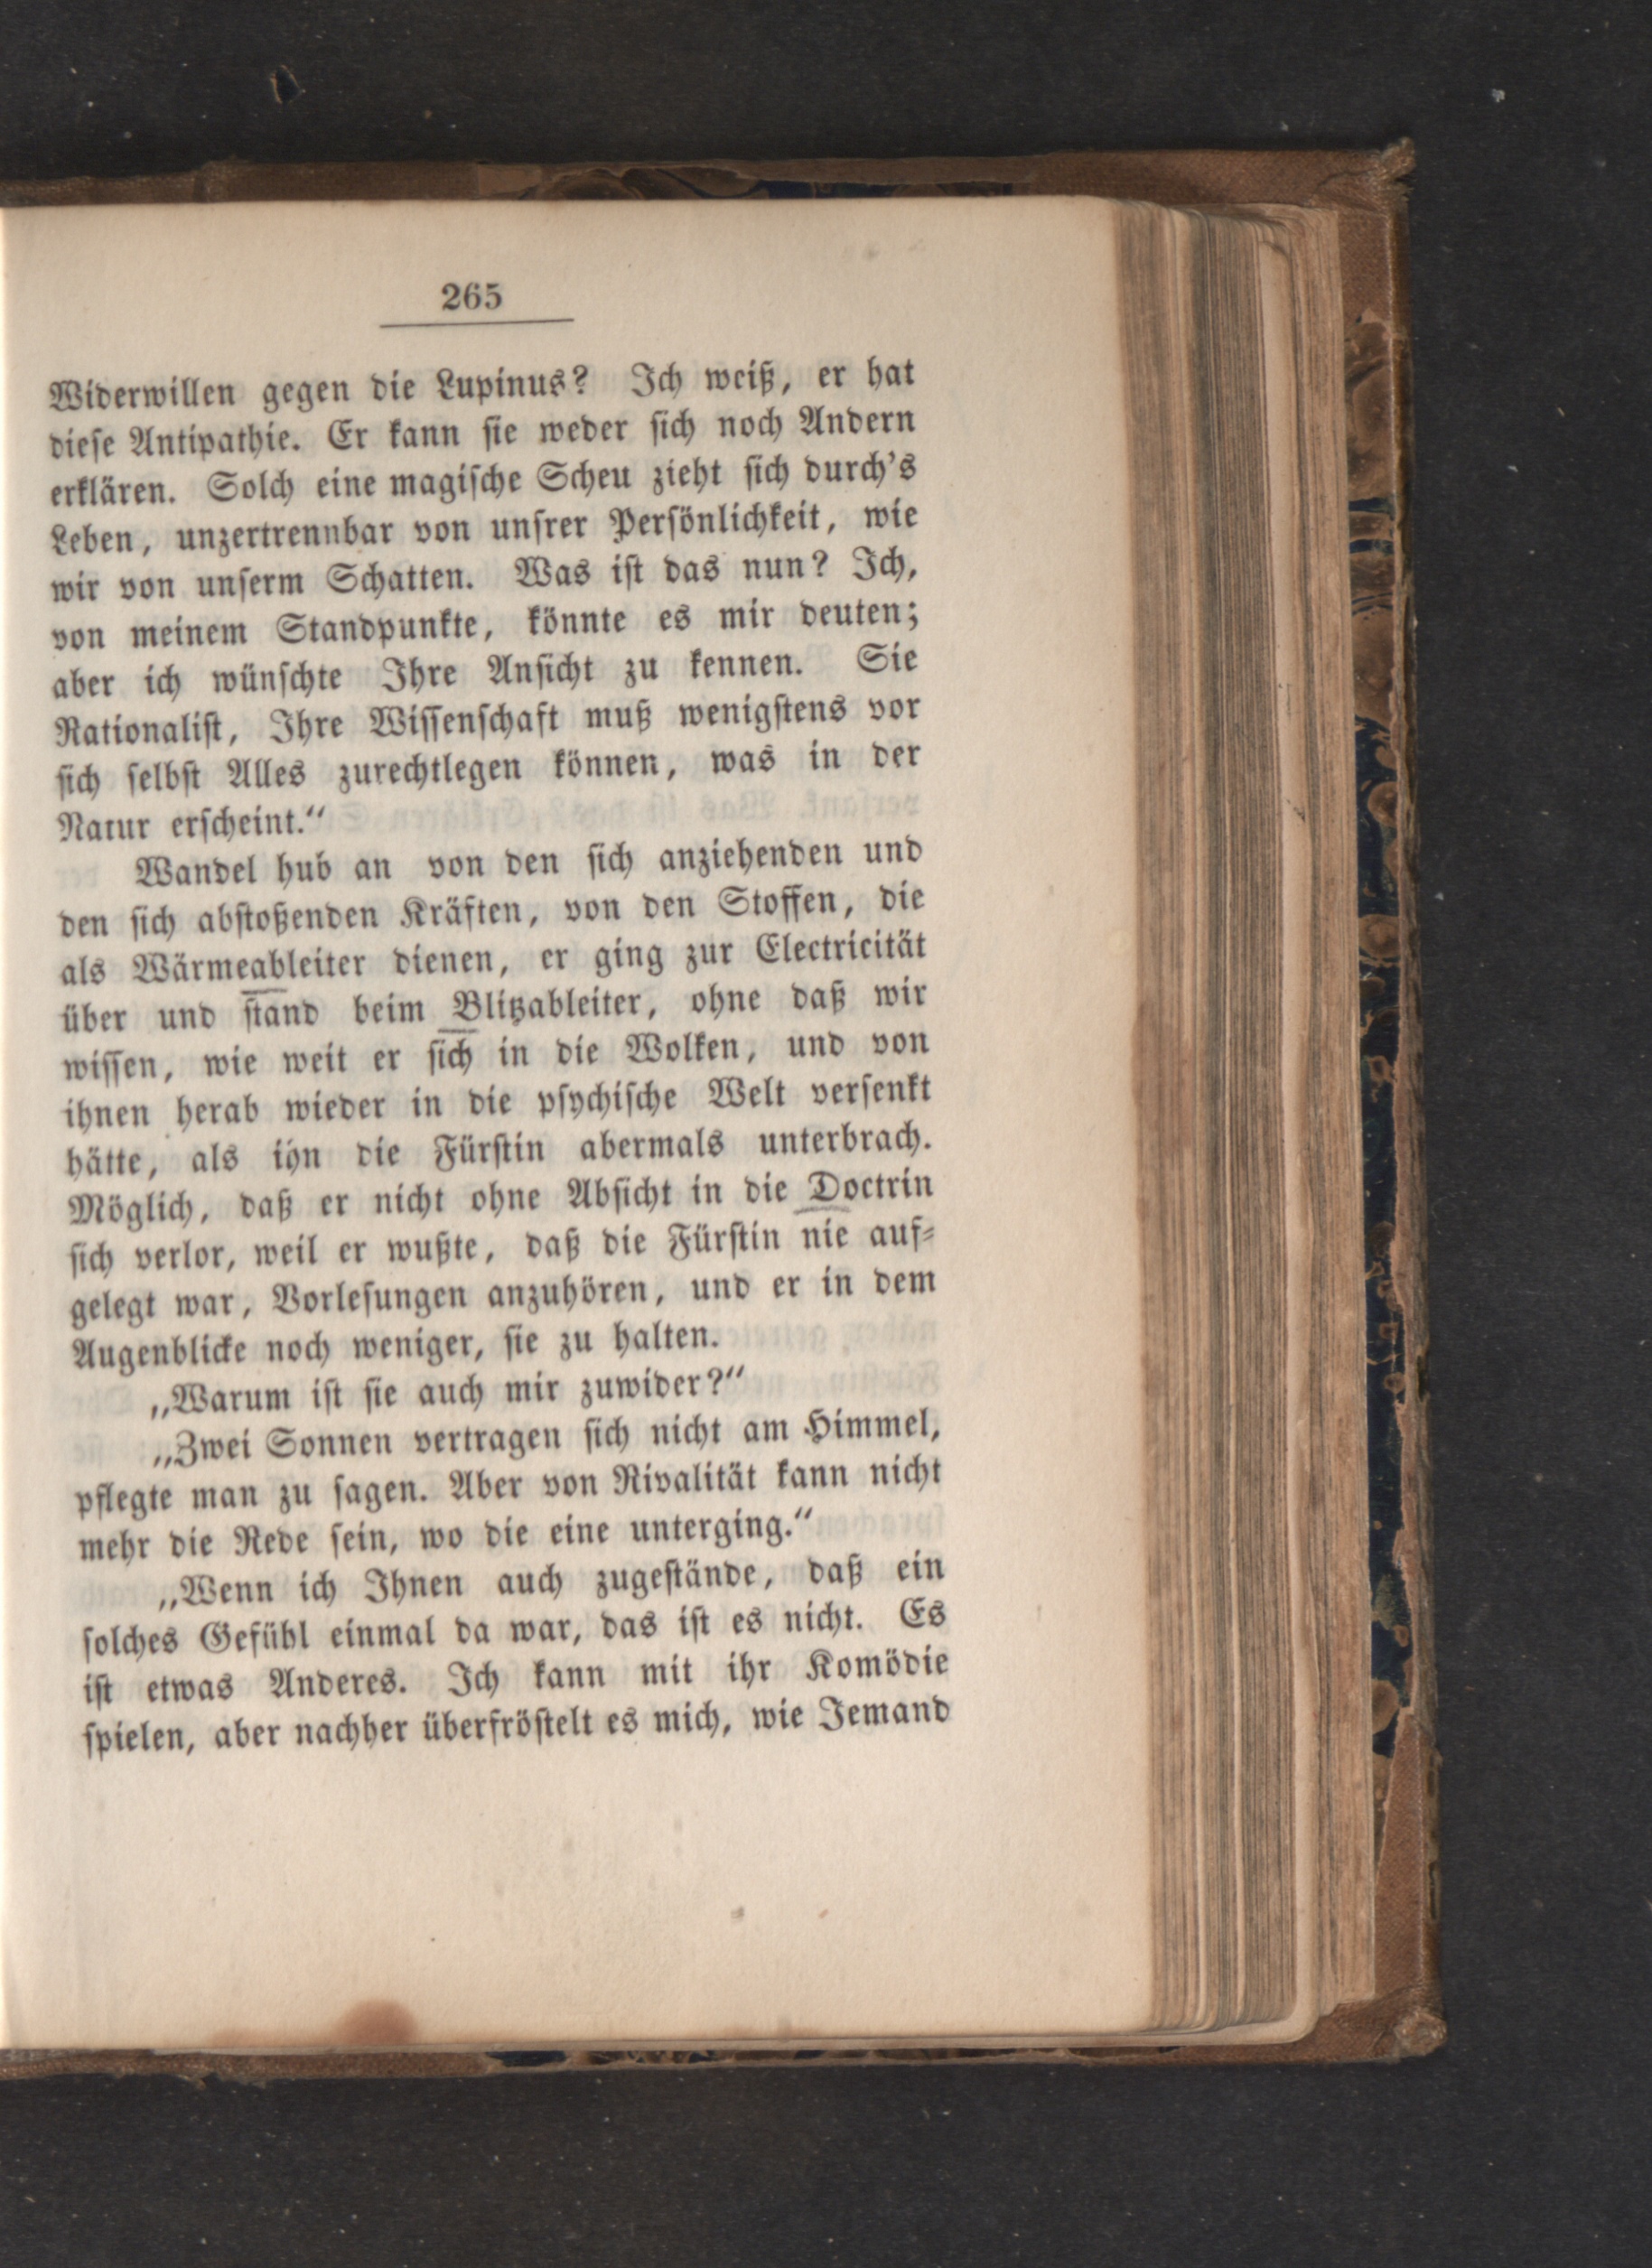 265
Widerwillen gegen die Lupinus? Ich weiß, er hat
dieſe Antipathie. Er kann ſie weder ſich noch Andern
erklären. Solch eine magiſche Scheu zieht ſich durch's
Leben, unzertrennbar von unſrer Perſönlichkeit, wie
wir von unſerm Schatten. Was iſt das nun? Ich,
von meinem Standpunkte, könnte es mir deuten;
aber ich wünſchte Ihre Anſicht zu kennen. Sie
Rationaliſt, Ihre Wiſſenſchaft muß wenigſtens vor
ſich ſelbſt Alles zurechtlegen können, was in der
Natur erſcheint.“
Wandel hub an von den ſich anziehenden und
den ſich abſtoßenden Kräften, von den Stoffen, die
als Wärmeableiter dienen, er ging zur Electricität
über und ſtand beim Blitzableiter, ohne daß wir
wiſſen, wie weit er ſich in die Wolken, und von
ihnen herab wieder in die pſychiſche Welt verſenkt
hätte, als ihn die Fürſtin abermals unterbrach.
Möglich, daß er nicht ohne Abſicht in die Doctrin
ſich verlor, weil er wußte, daß die Fürſtin nie auf⸗
gelegt war, Vorleſungen anzuhören, und er in dem
Augenblicke noch weniger, ſie zu halten.
„Warum iſt ſie auch mir zuwider?“
„Zwei Sonnen vertragen ſich nicht am Himmel,
pflegte man zu ſagen. Aber von Rivalität kann nicht
mehr die Rede ſein, wo die eine unterging.“
„Wenn ich Ihnen auch zugeſtände, daß ein
ſolches Gefühl einmal da war, das iſt es nicht. Es
iſt etwas Anderes. Ich kann mit ihr Komödie
ſpielen, aber nachher überfröſtelt es mich, wie Jemand